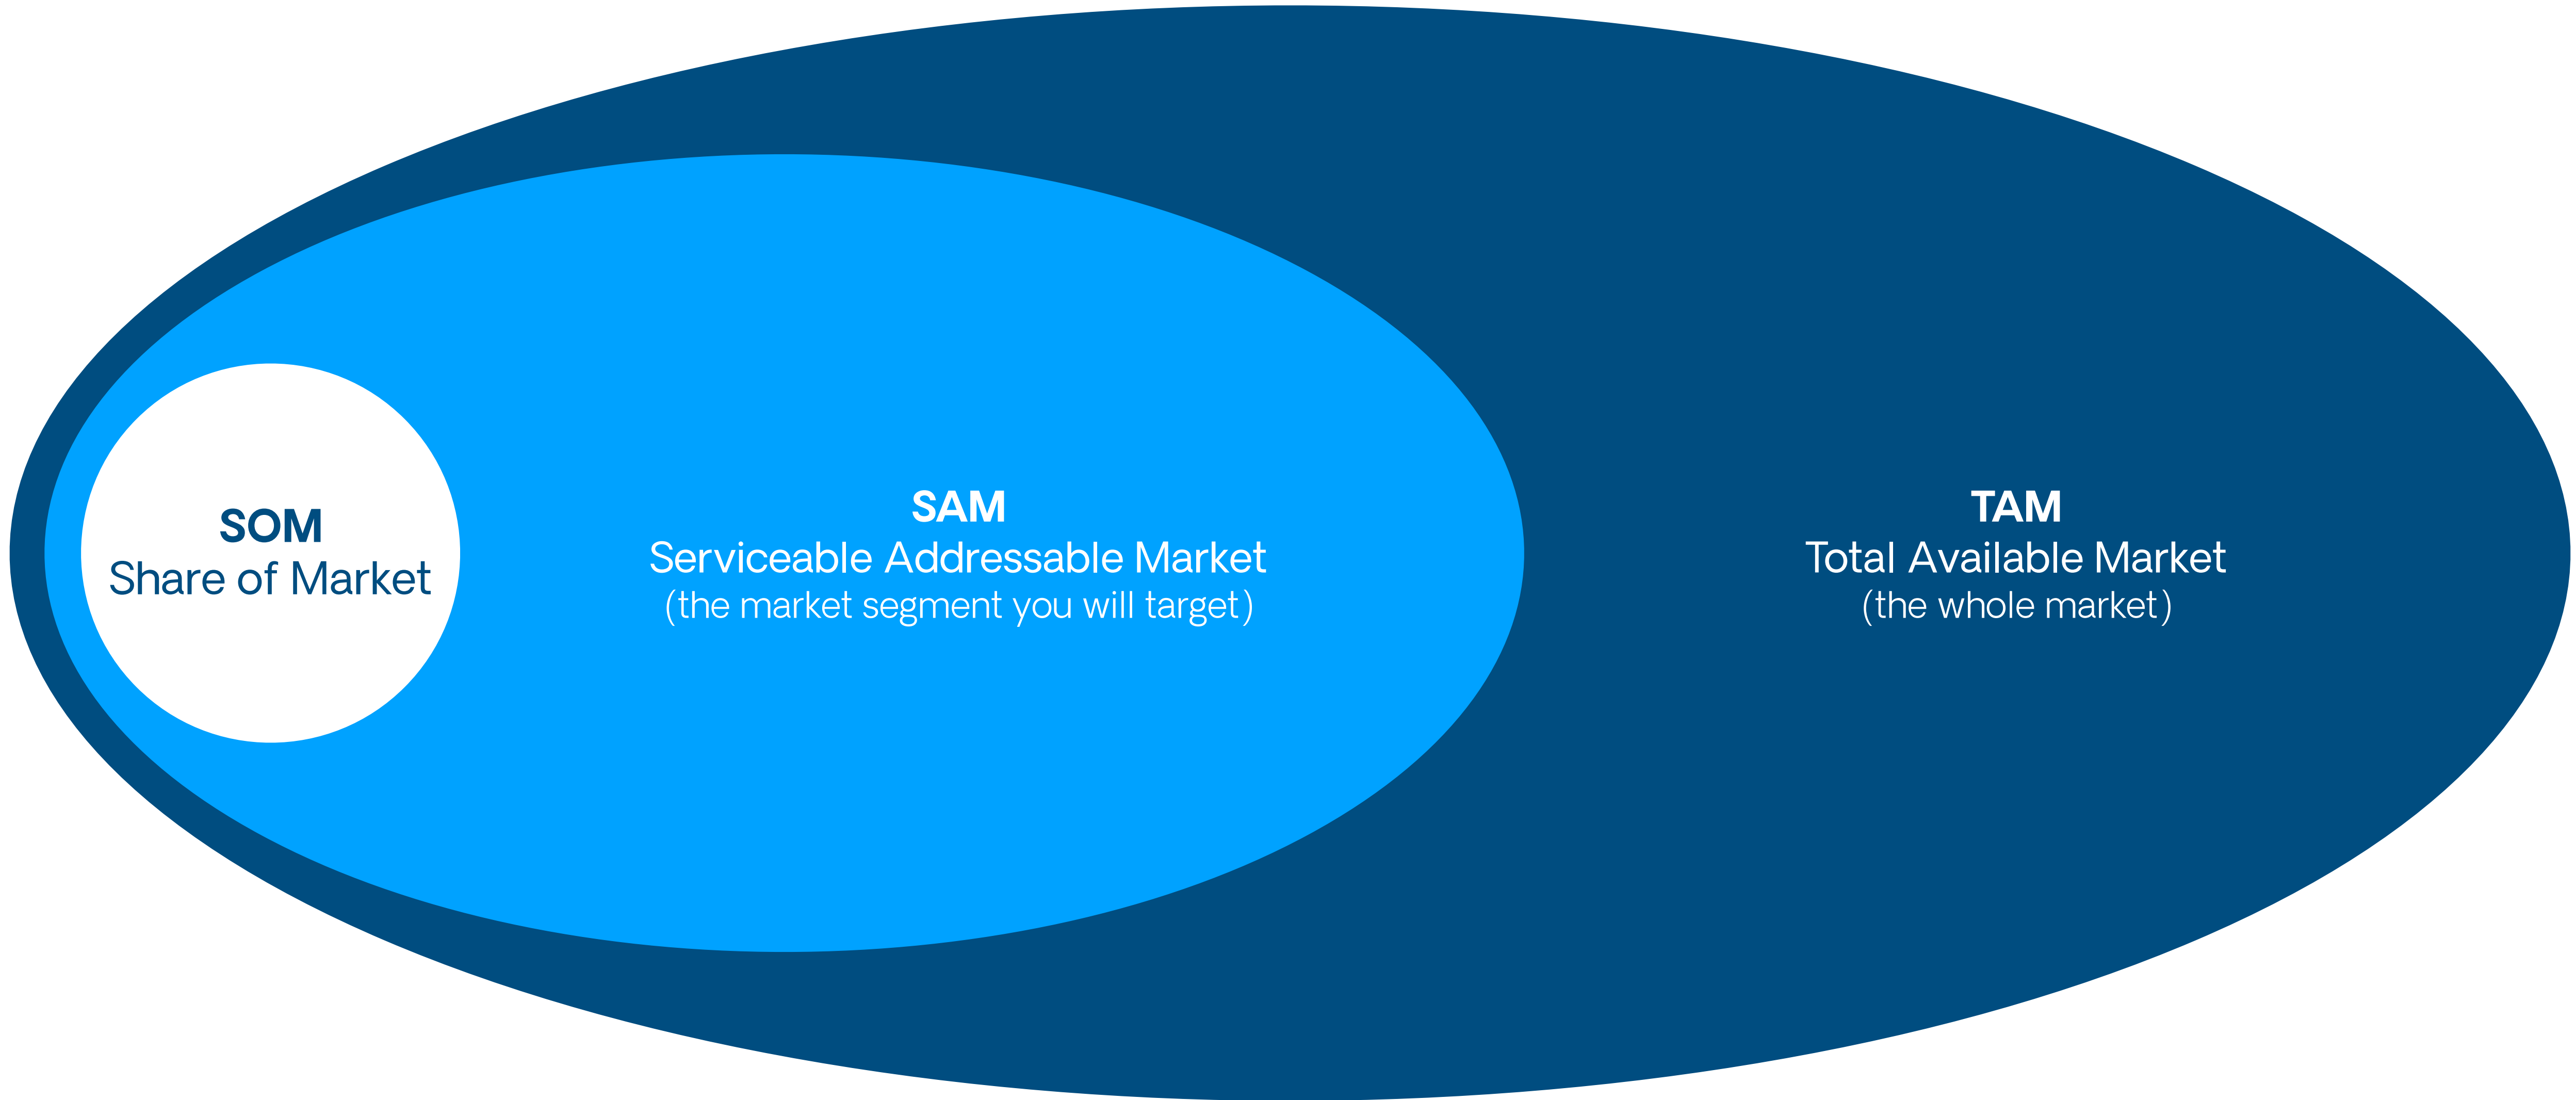 SOM
Share of Market
SAM
Serviceable Addressable Market
(the market segment you will target)
TAM
Total Available Market
(the whole market)